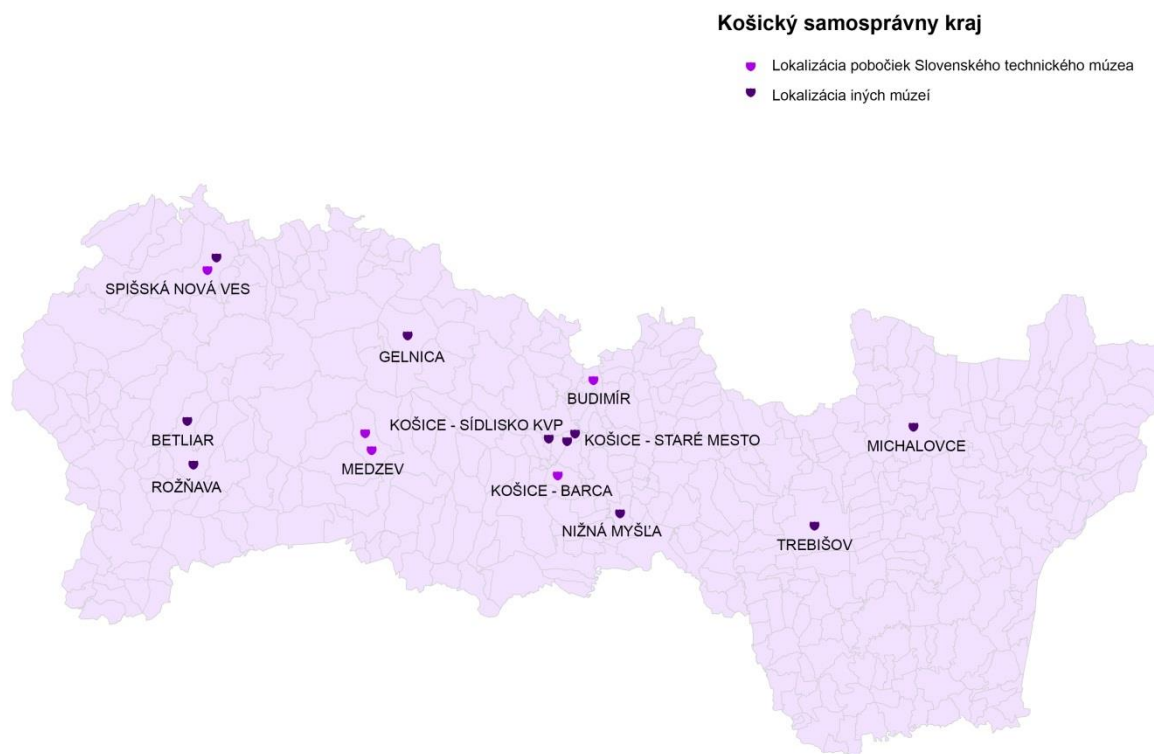 Košický samosprávny kraj
Lokalizácia pobočiek Slovenského technického múzea
Lokalizácia iných múzeí
SPIŠSKÁ NOVÁ VES
GELNICA
BUDIMÍR
KOŠICE - SÍDLISKO KVP
KOŠICE - STARÉ MESTO
MICHALOVCE
BETLIAR
MEDZEV
ROŽŇAVA
KOŠICE - BARCA
NIŽNÁ MYŠĽA
TREBIŠOV